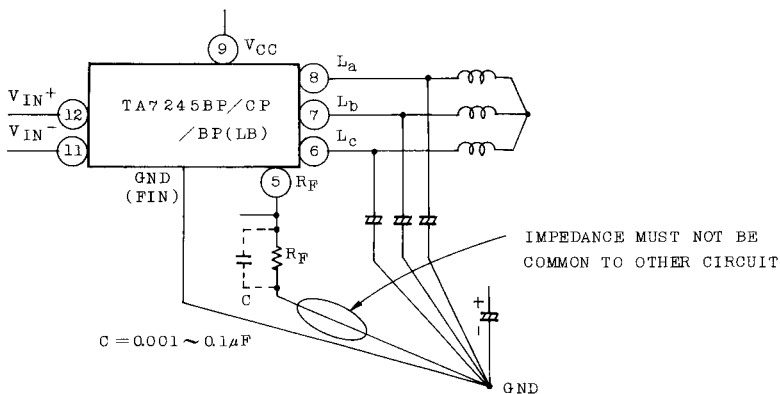 9 VCC
8 La
VIN+ 12
TA7245BP/CP
7 Lb
/BP(LB)
VIN- 11
6 Lc
GND
(FIN)
5 RF
RF
C
IMPEDANCE MUST NOT BE
COMMON TO OTHER CIRCUIT
+
-
C=0.001~0.1μF
GND